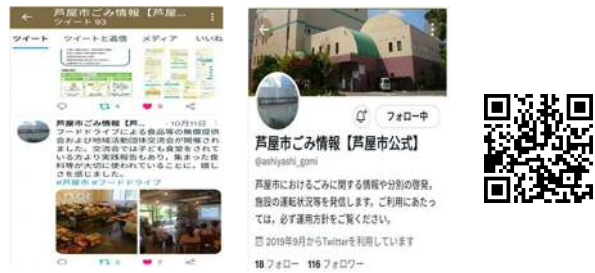 芦屋市ごみ情報【芦屋...
ツイート 93
ツイート ツイートと返信 メディア いいね
4 9
芦屋市ごみ情報【芦... ・10月11日
フードドライブによる食品等の無償提供
会および地域活動団体交流会が開催され
ました。交流会では子ども食堂をされて
いる方より実践報告もあり、集まった食
料等が大切に使われていることに、嬉し
さを感じました。
#芦屋市 #フードドライブ
3 7
フォロー中
芦屋市ごみ情報【芦屋市公式】
@ashiyashi_gomi
芦屋市におけるごみに関する情報や分別の啓発、
施設の運転状況等を発信します。ご利用にあたっ
ては、必ず運用方針をご覧ください。
2019年9月からTwitterを利用しています
18 フォロー 116 フォロワー